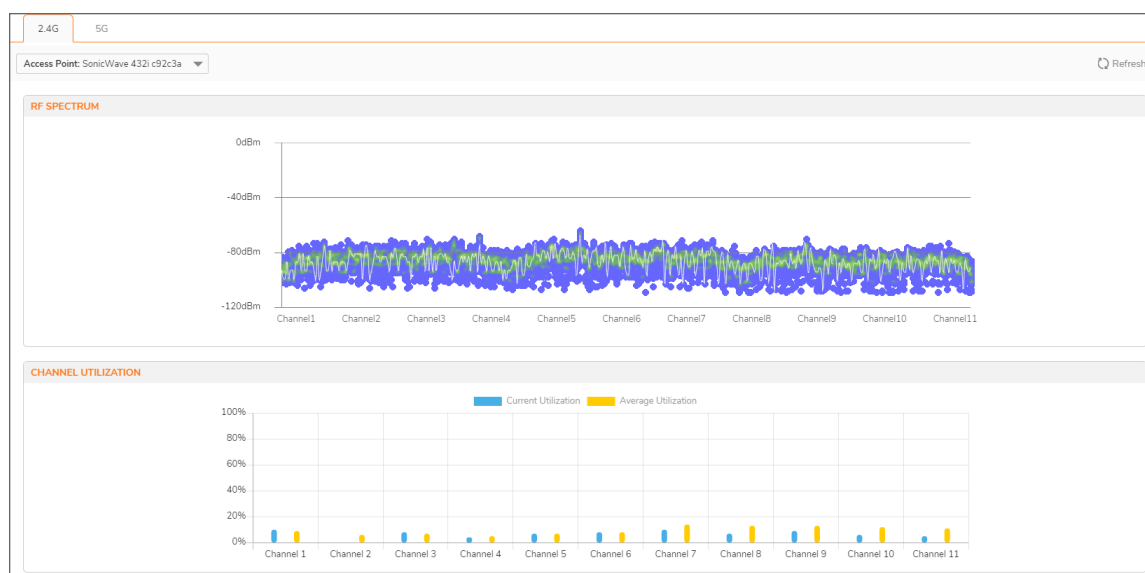 2.4G 5G
Access Point: SonicWave 432i c92c3a Refresh
RF SPECTRUM
0dBm
-40dBm
-80dBm
-120dBm
Channel1 Channel2 Channel3 Channel4 Channel5 Channel6 Channel7 Channel8 Channel9 Channel10 Channel11
CHANNEL UTILIZATION
Current Utilization Average Utilization
100%
80%
60%
40%
20%
0%
Channel 1 Channel 2 Channel 3 Channel 4 Channel 5 Channel 6 Channel 7 Channel 8 Channel 9 Channel 10 Channel 11